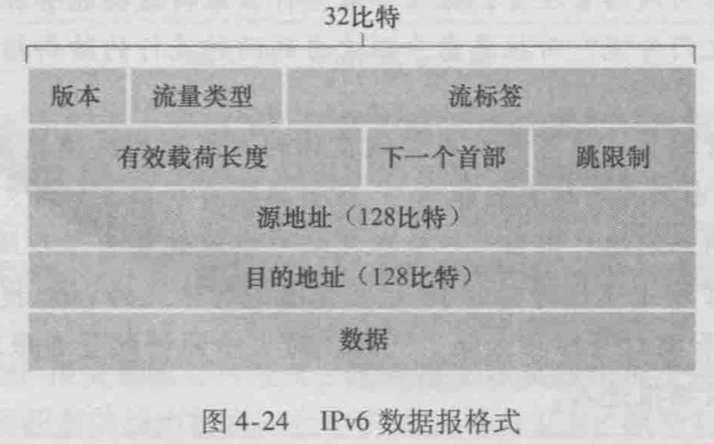 32比特
版本 流量类型 流标签
有效载荷长度 下一个首部 跳限制
源地址（128比特）
目的地址（128比特）
数据
图 4-24 IPv6 数据报格式